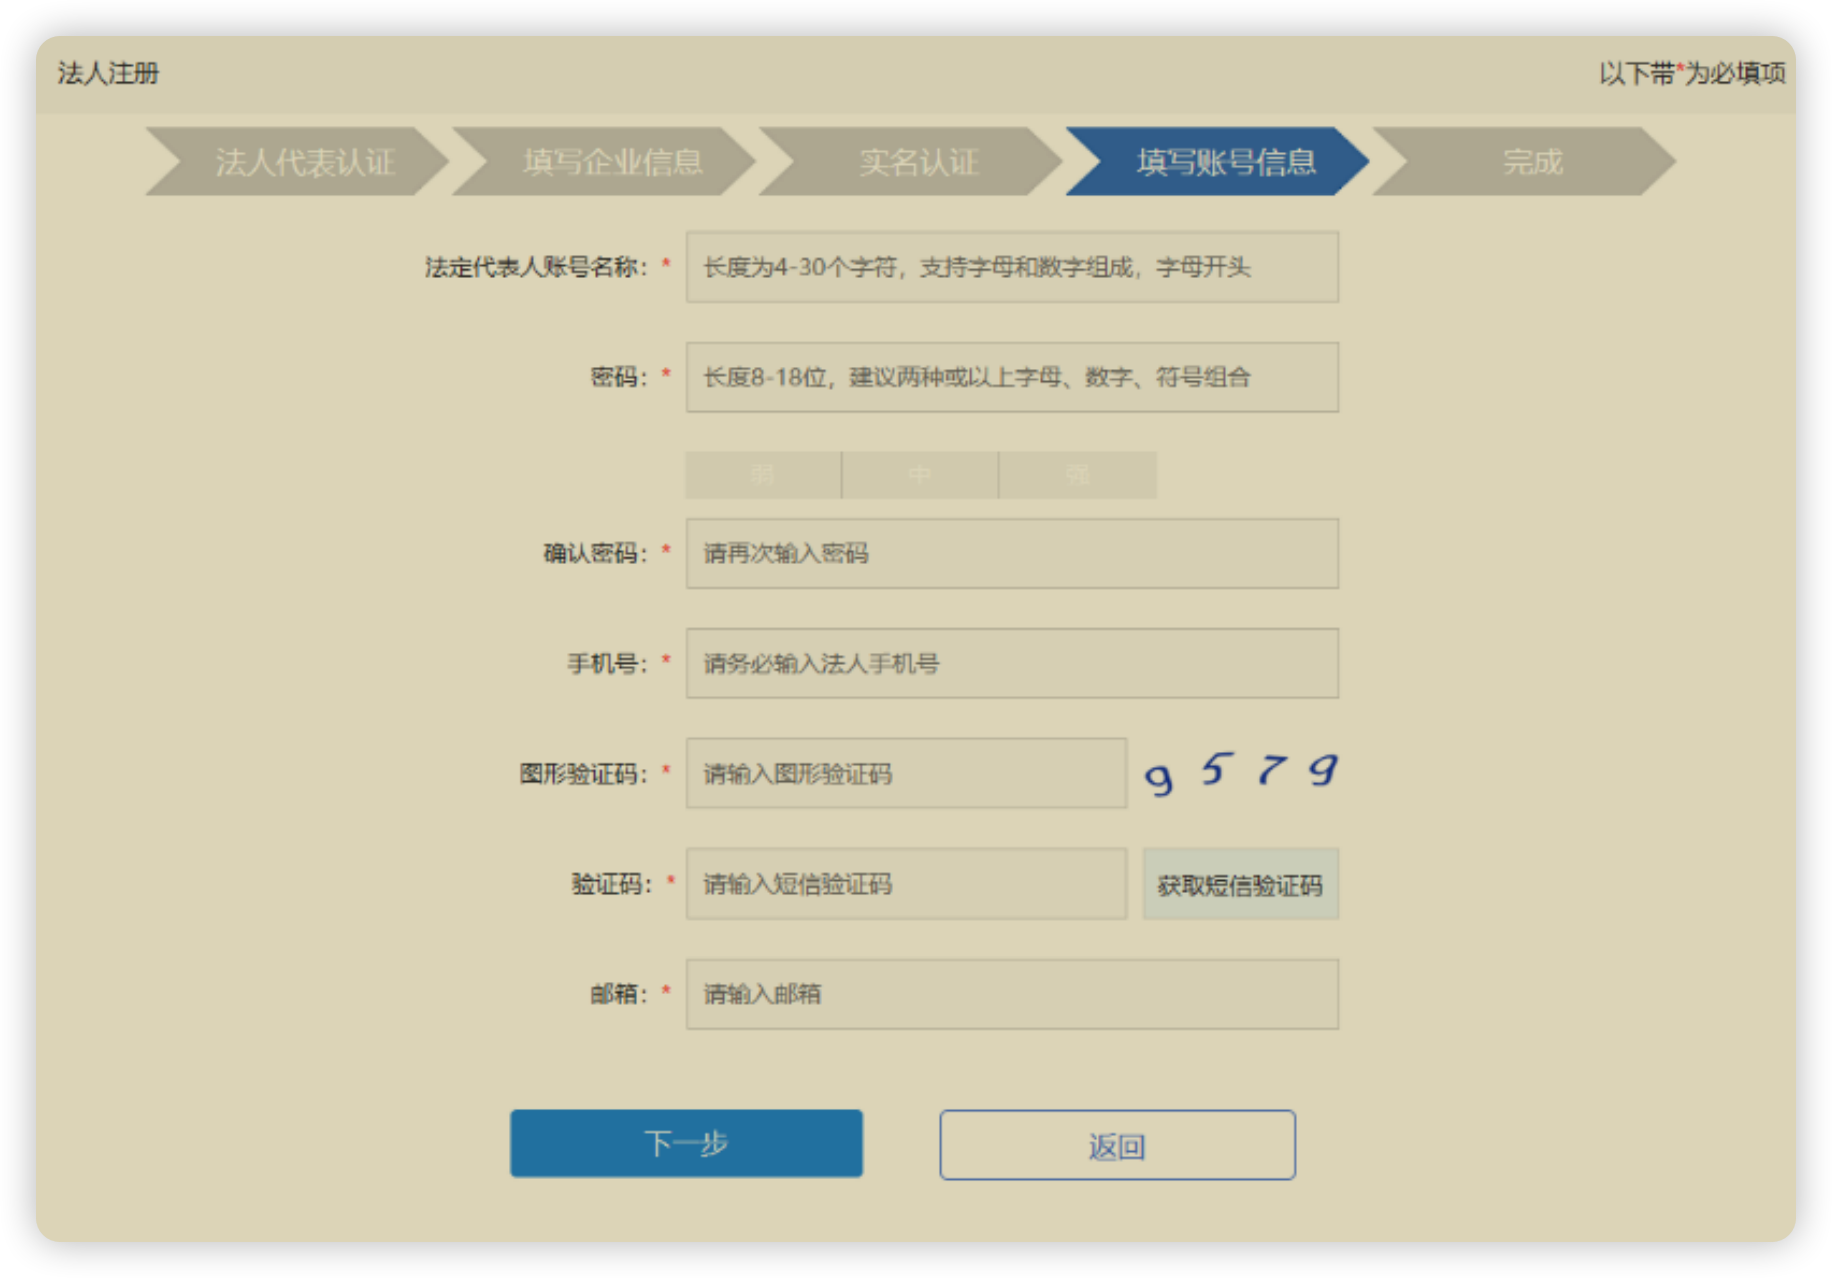 法人注册
以下带*为必填项
法人代表认证
填写企业信息
实名认证
填写账号信息
完成
法定代表人账号名称：*
长度为4-30个字符，支持字母和数字组成，字母开头
密码：*
长度8-18位，建议两种或以上字母、数字、符号组合
弱
中
强
确认密码：*
请再次输入密码
手机号：*
请务必输入法人手机号
图形验证码：*
请输入图形验证码
9579
验证码：*
请输入短信验证码
获取短信验证码
邮箱：*
请输入邮箱
下一步
返回